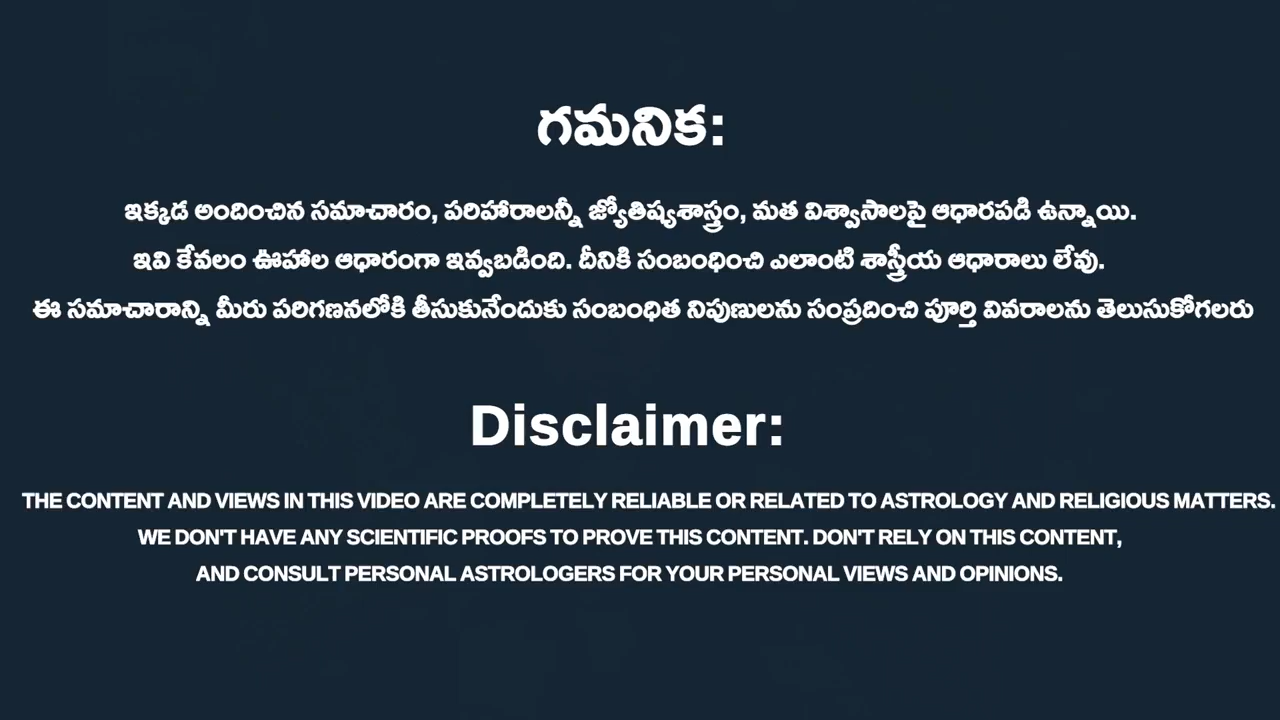 గమనిక:
ఇక్కడ అందించిన సమాచారం, పరిహారాలన్నీ జ్యోతిష్యశాస్త్రం, మత విశ్వాసాలపై ఆధారపడి ఉన్నాయి.
ఇవి కేవలం ఊహాల ఆధారంగా ఇవ్వబడింది. దీనికి సంబంధించి ఎలాంటి శాస్త్రీయ ఆధారాలు లేవు.
ఈ సమాచారాన్ని మీరు పరిగణనలోకి తీసుకునేందుకు సంబంధిత నిపుణులను సంప్రదించి పూర్తి వివరాలను తెలుసుకోగలరు
Disclaimer:
THE CONTENT AND VIEWS IN THIS VIDEO ARE COMPLETELY RELIABLE OR RELATED TO ASTROLOGY AND RELIGIOUS MATTERS.
WE DON'T HAVE ANY SCIENTIFIC PROOFS TO PROVE THIS CONTENT. DON'T RELY ON THIS CONTENT,
AND CONSULT PERSONAL ASTROLOGERS FOR YOUR PERSONAL VIEWS AND OPINIONS.